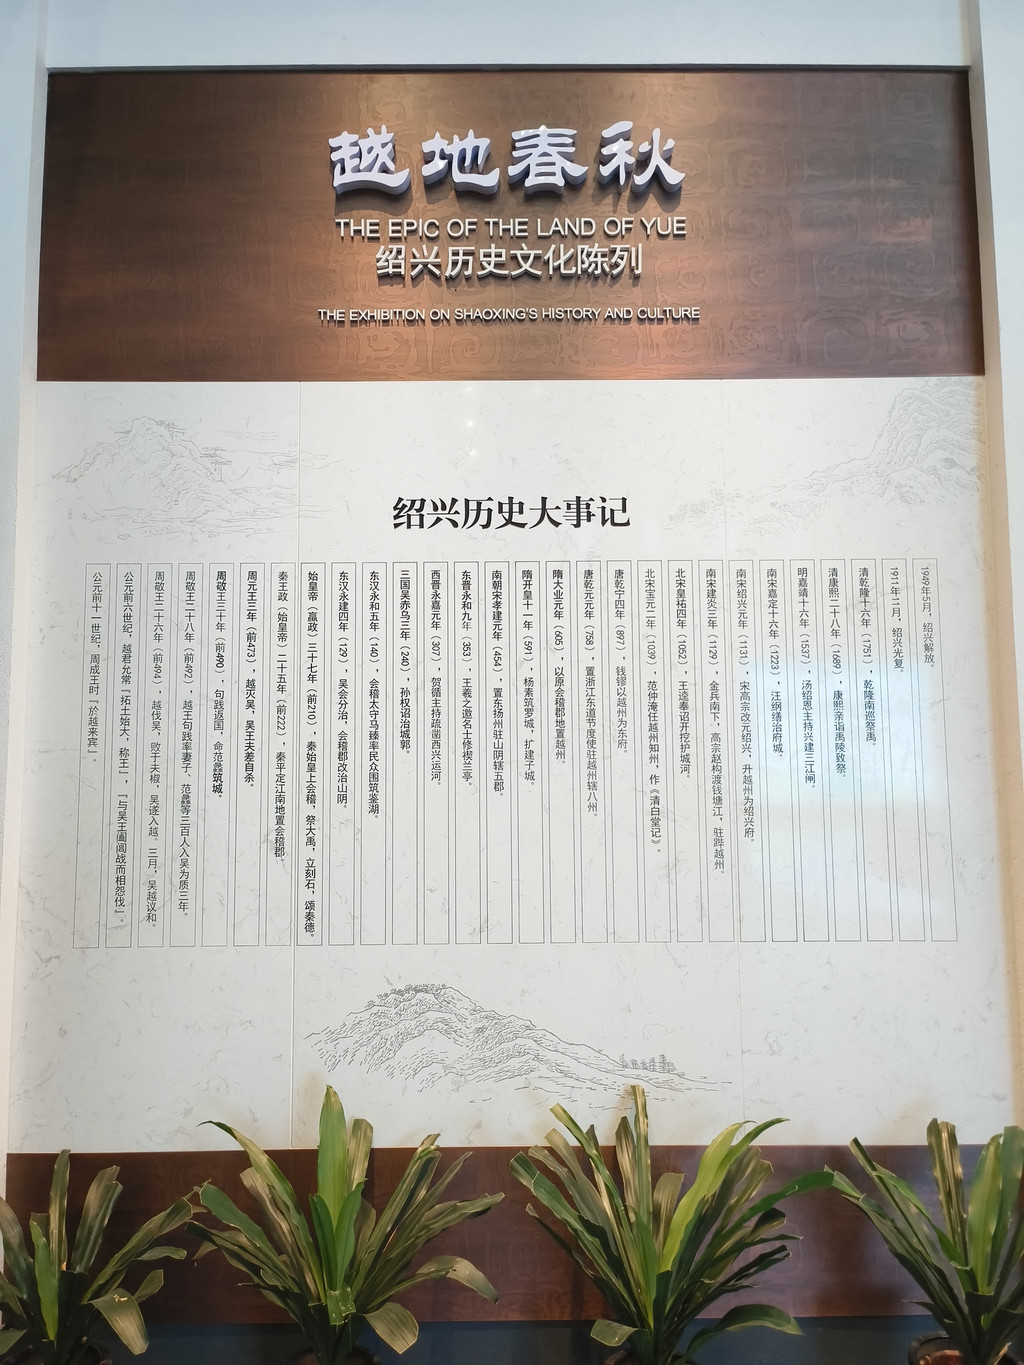 越地春秋
THE EPIC OF THE LAND OF YUE
绍兴历史文化陈列
THE EXHIBITION ON SHAOXING'S HISTORY AND CULTURE
绍兴历史大事记
公元前十一世纪，周成王时『於越来宾』。
公元前六世纪，越君允常『拓土始大，称王』，『与吴王阖闾战而相怨伐』。
周敬王二十六年（前494），越伐吴，败于夫椒，吴遂入越。三月，吴越议和。
周敬王二十八年（前492），越王句践率妻子、范蠡等三百人入吴为质三年。
周敬王三十年（前490），句践返国，命范蠡筑城。
周元王三年（前473），越灭吴，吴王夫差自杀。
秦王政（始皇帝）二十五年（前222），秦平定江南地置会稽郡。
始皇帝（嬴政）三十七年（前210），秦始皇上会稽，祭大禹，立刻石，颂秦德。
东汉永建四年（129），吴会分治，会稽郡改治山阴。
东汉永和五年（140），会稽太守马臻率民众围筑鉴湖。
三国吴赤乌三年（240），孙权诏治城郭。
西晋永嘉元年（307），贺循主持疏凿西兴运河。
东晋永和九年（353），王羲之邀名士修禊兰亭。
南朝宋孝建元年（454），置东扬州驻山阴辖五郡。
隋开皇十一年（591），杨素筑罗城，扩建子城。
隋大业元年（605），以原会稽郡地置越州。
唐乾元元年（758），置浙江东道节度使驻越州辖八州。
唐乾宁四年（897），钱镠以越州为东府。
北宋宝元二年（1039），范仲淹任越州知州，作《清白堂记》。
北宋皇祐四年（1052），王逵奉诏开挖护城河。
南宋建炎三年（1129），金兵南下，高宗赵构渡钱塘江，驻跸越州。
南宋绍兴元年（1131），宋高宗改元绍兴，升越州为绍兴府。
南宋嘉定十六年（1223），汪纲缮治府城。
明嘉靖十六年（1537），汤绍恩主持兴建三江闸。
清康熙二十八年（1689），康熙亲诣禹陵致祭。
清乾隆十六年（1751），乾隆南巡祭禹。
1911年11月，绍兴光复。
1949年5月，绍兴解放。